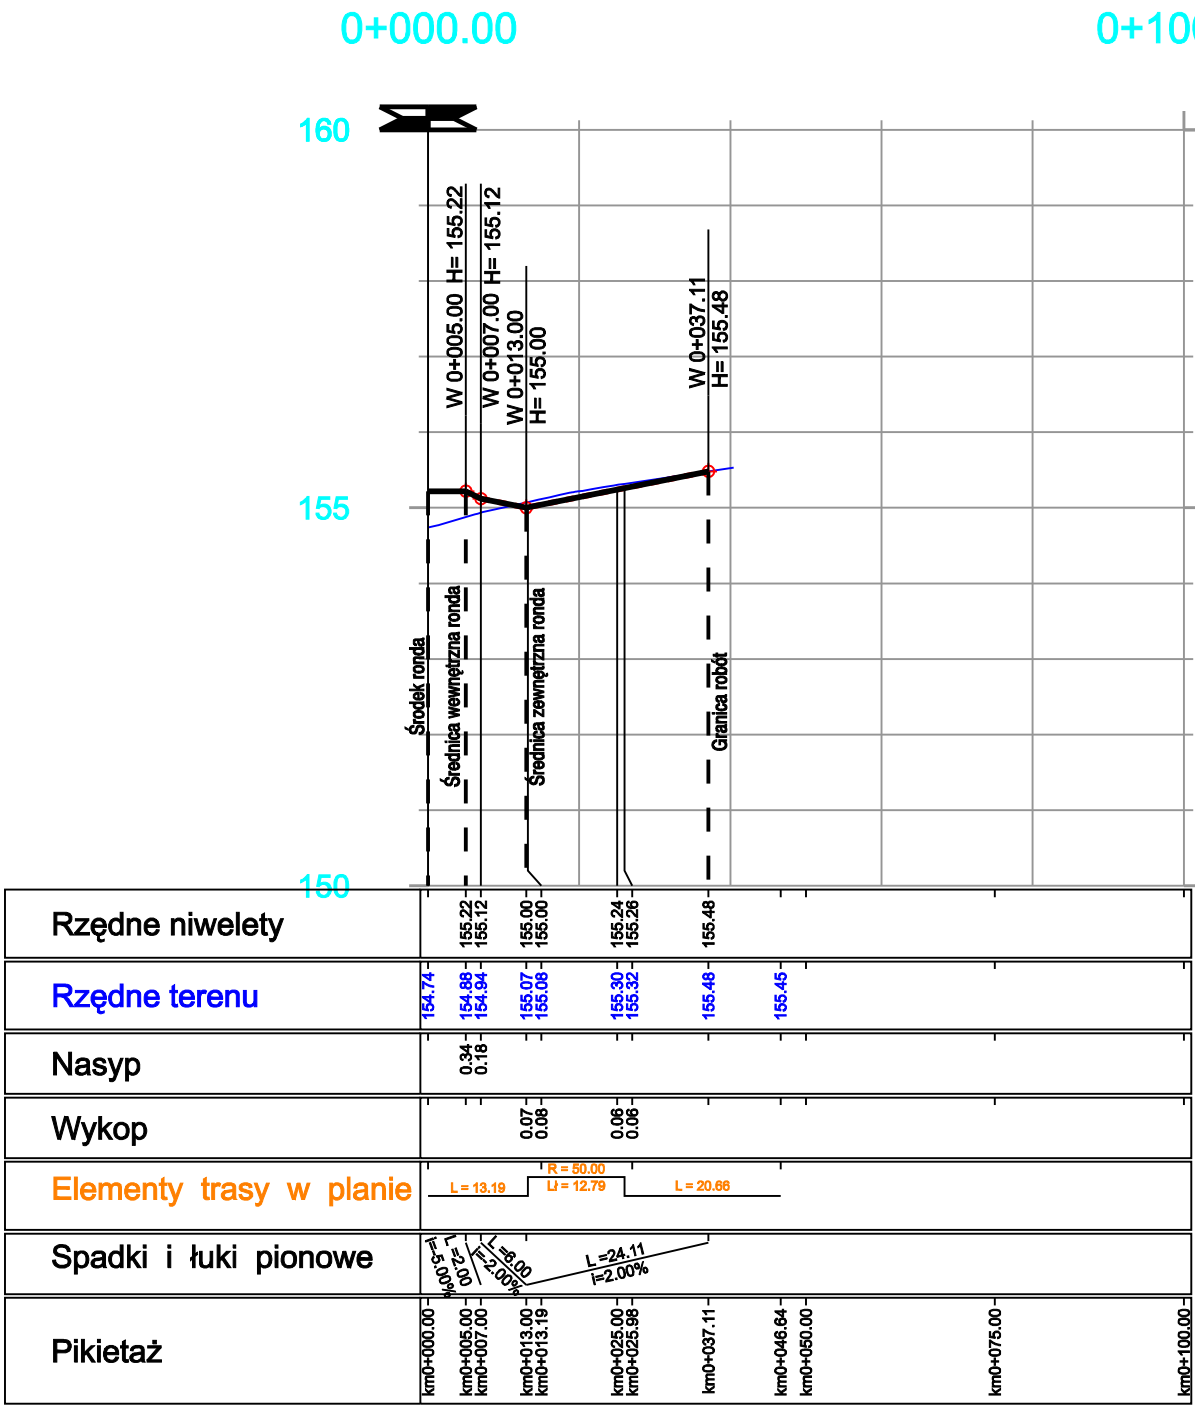 0+000.00
0+100
160
155
150
W 0+005.00 H= 155.22
W 0+007.00 H= 155.12
W 0+013.00
H= 155.00
W 0+037.11
H= 155.48
Środek ronda
Średnica wewnętrzna ronda
Średnica zewnętrzna ronda
Granica robót
Rzędne niwelety
155.22
155.12
155.00
155.00
155.24
155.26
155.48
Rzędne terenu
154.74
154.88
154.94
155.07
155.08
155.30
155.32
155.48
155.45
Nasyp
0.34
0.18
Wykop
0.07
0.08
0.06
0.06
Elementy trasy w planie
L = 13.19
R = 50.00
Lł = 12.79
L = 20.66
Spadki i łuki pionowe
i=-5.00%
L =2.00
L =6.00
i=-2.00%
L =24.11
i=2.00%
Pikietaż
km0+000.00
km0+005.00
km0+007.00
km0+013.00
km0+013.19
km0+025.00
km0+025.98
km0+037.11
km0+046.64
km0+050.00
km0+075.00
km0+100.00